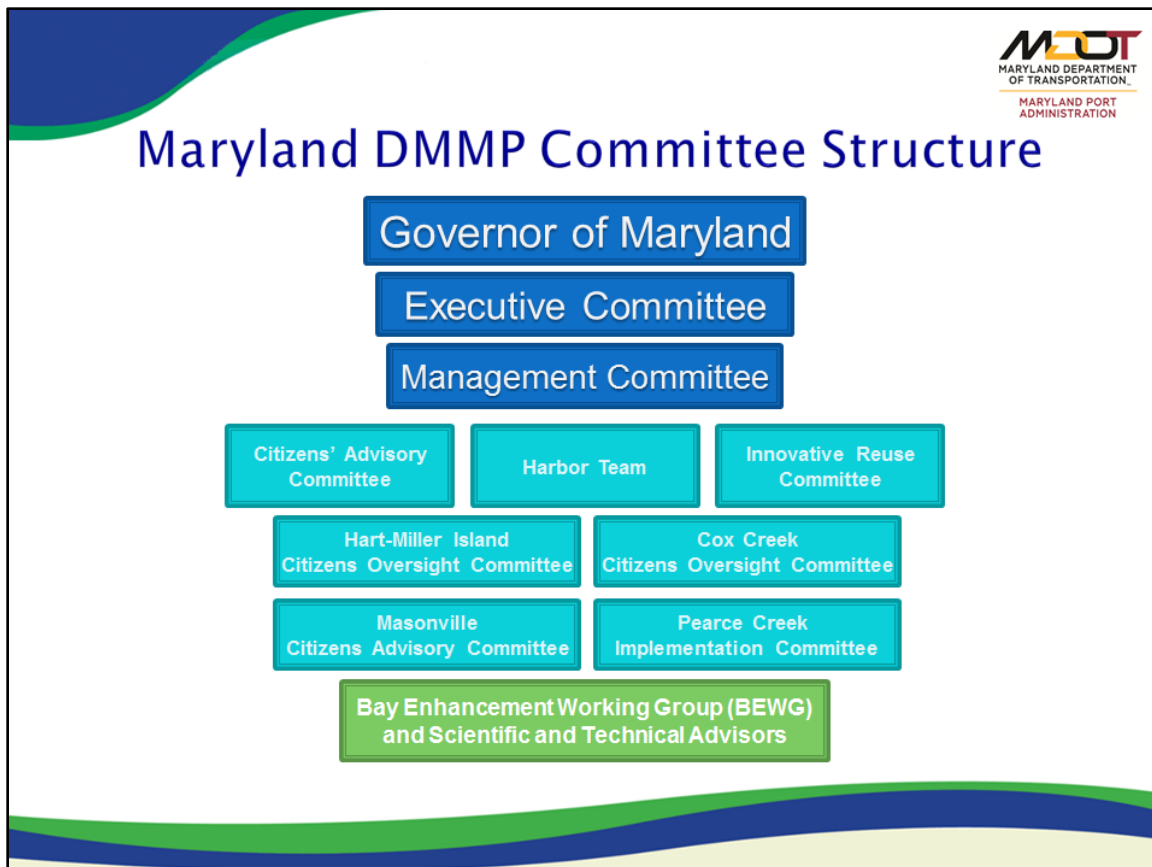 MDOT
MARYLAND DEPARTMENT
OF TRANSPORTATION
MARYLAND PORT
ADMINISTRATION
Maryland DMMP Committee Structure
Governor of Maryland
Executive Committee
Management Committee
Citizens’ Advisory
Committee
Harbor Team
Innovative Reuse
Committee
Hart-Miller Island
Citizens Oversight Committee
Cox Creek
Citizens Oversight Committee
Masonville
Citizens Advisory Committee
Pearce Creek
Implementation Committee
Bay Enhancement Working Group (BEWG)
and Scientific and Technical Advisors